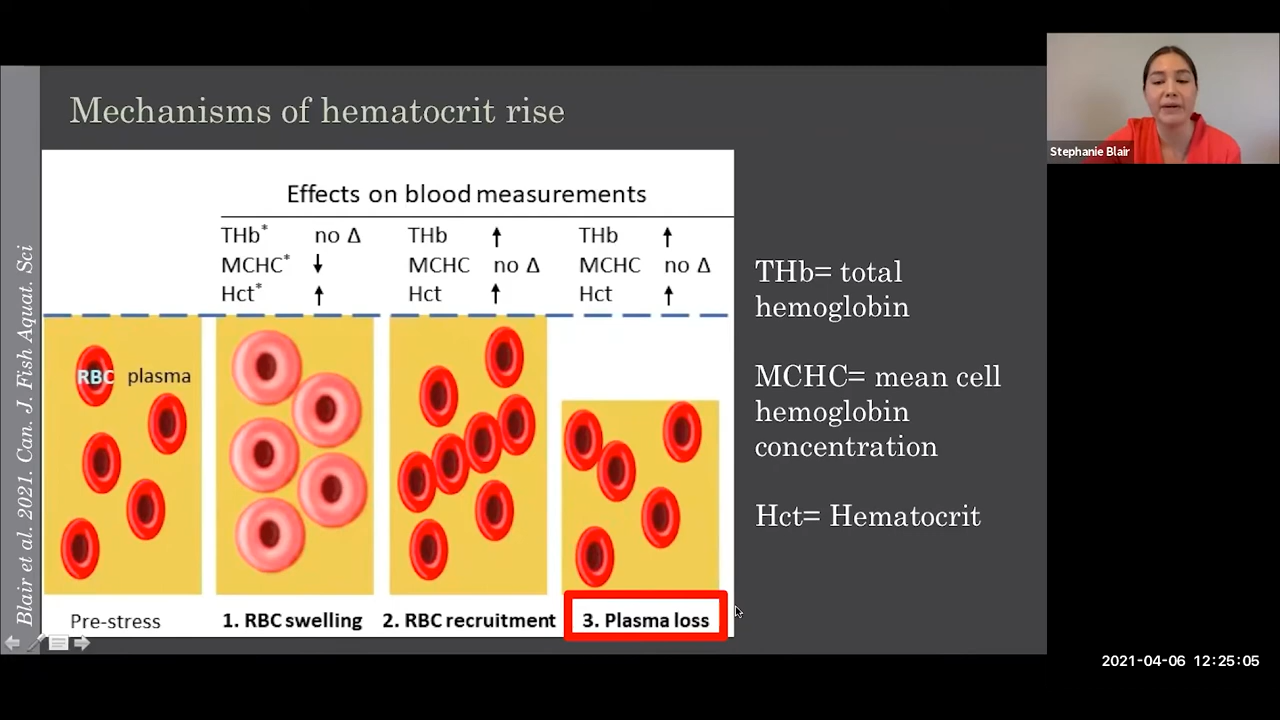 Mechanisms of hematocrit rise
Stephanie Blair
Effects on blood measurements
THb* no Δ THb ↑ THb ↑
MCHC* ↓ MCHC no Δ MCHC no Δ
Hct* ↑ Hct ↑ Hct ↑
RBC plasma
Pre-stress 1. RBC swelling 2. RBC recruitment 3. Plasma loss
THb= total
hemoglobin
MCHC= mean cell
hemoglobin
concentration
Hct= Hematocrit
Blair et al. 2021. Can. J. Fish Aquat. Sci
2021-04-06 12:25:05